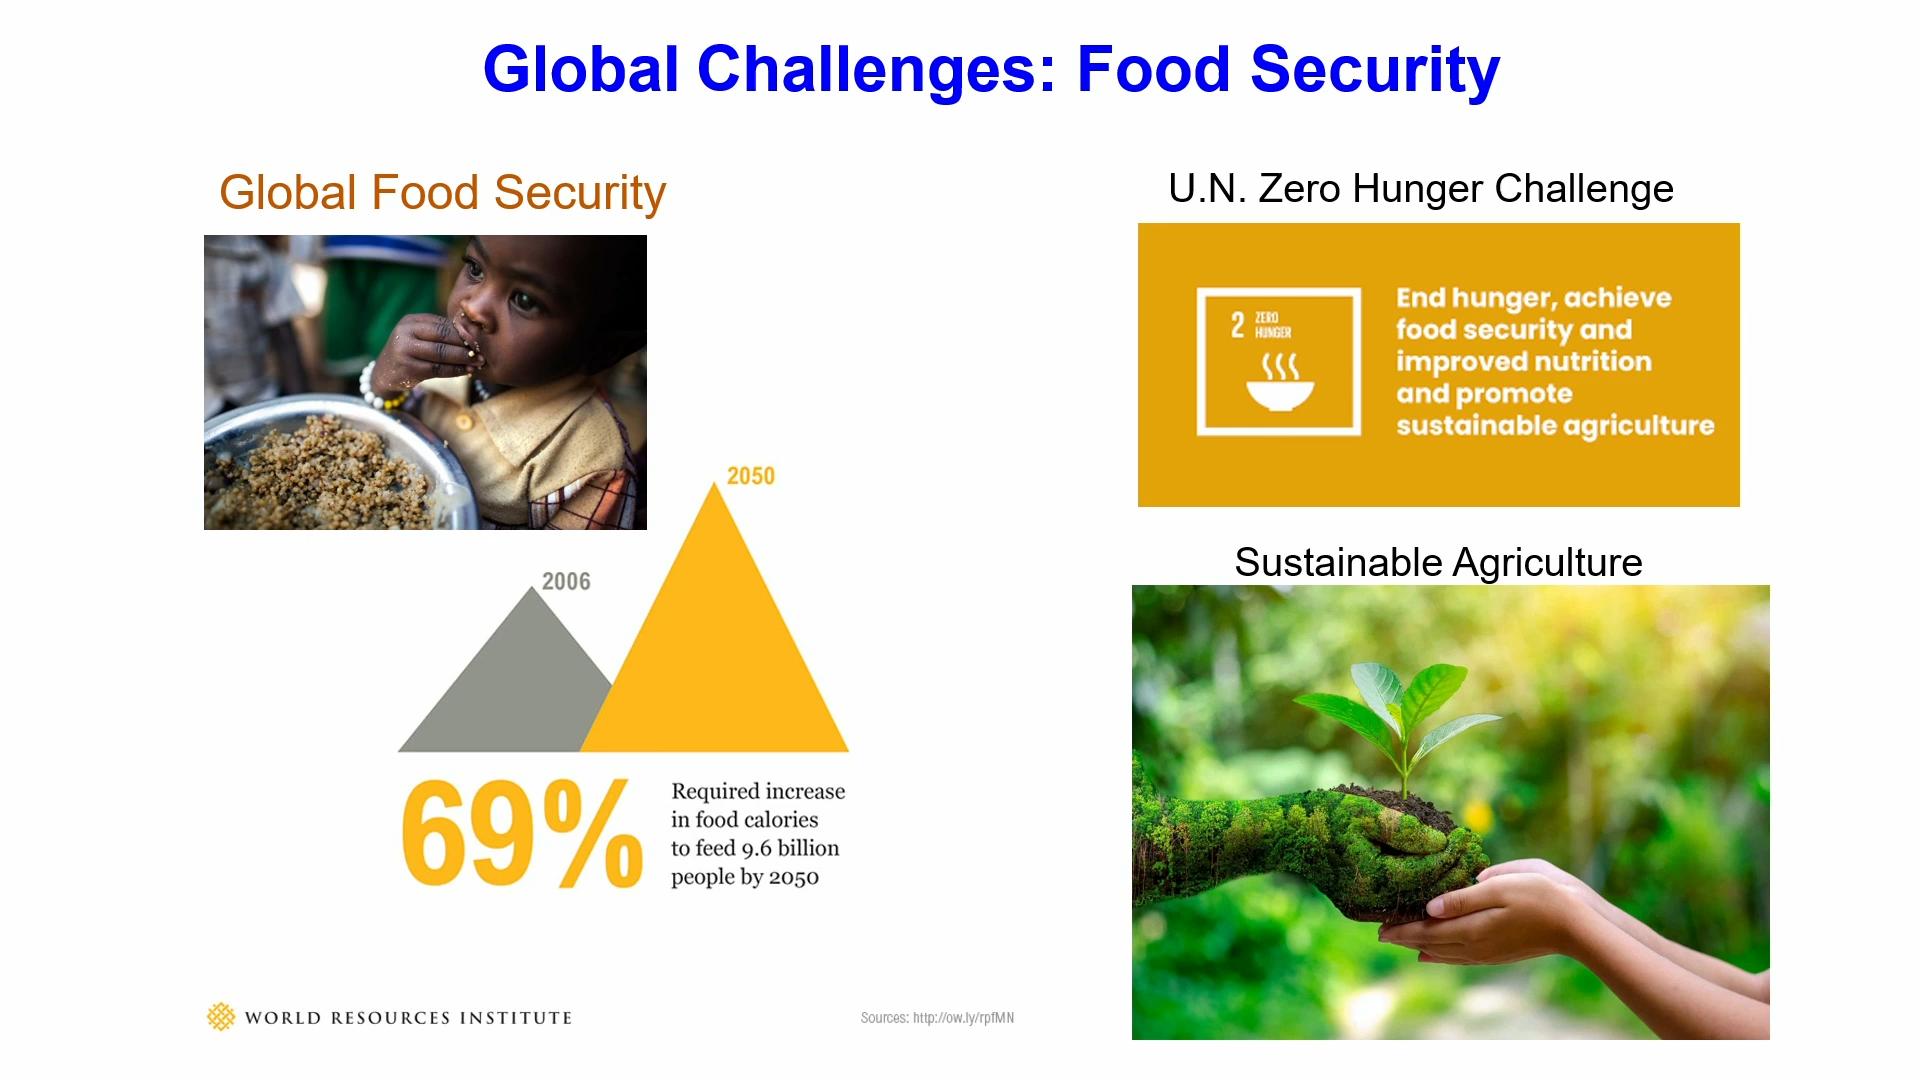 Global Challenges: Food Security
Global Food Security
2050
2006
69%
Required increase
in food calories
to feed 9.6 billion
people by 2050
WORLD RESOURCES INSTITUTE
Sources: http://ow.ly/rpfMN
U.N. Zero Hunger Challenge
2 ZERO
HUNGER
End hunger, achieve
food security and
improved nutrition
and promote
sustainable agriculture
Sustainable Agriculture